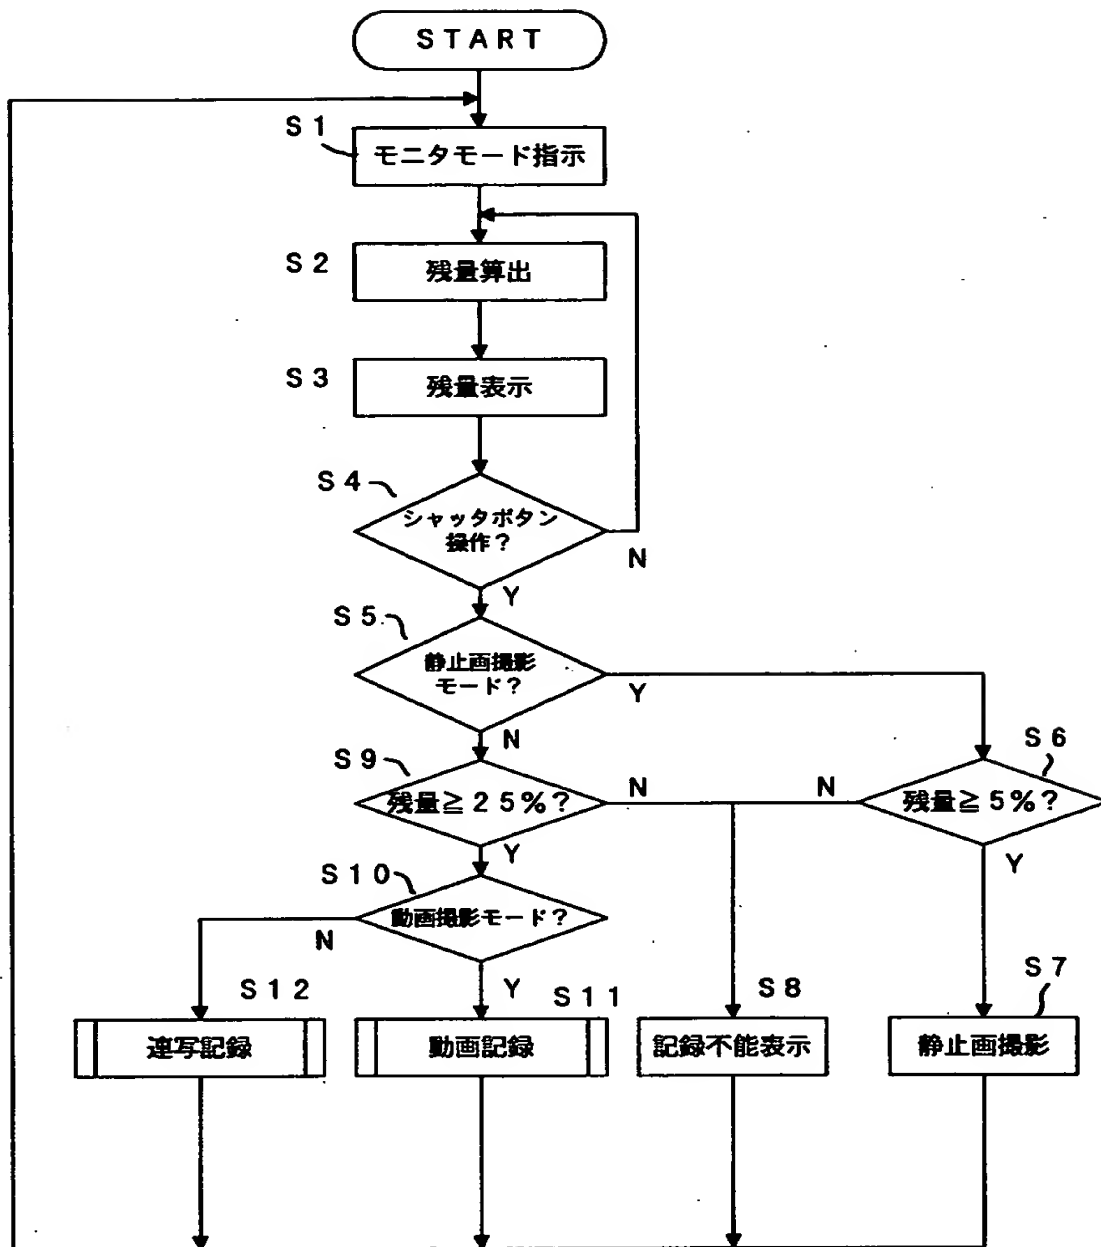 START
S1
モニタモード指示
S2
残量算出
S3
残量表示
S4
シャッタボタン
操作?
N
Y
S5
静止画撮影
モード?
Y
N
S6
残量≧5%?
N
Y
S9
残量≧25%?
N
Y
S10
動画撮影モード?
N
Y
S12
連写記録
S11
動画記録
S8
記録不能表示
S7
静止画撮影